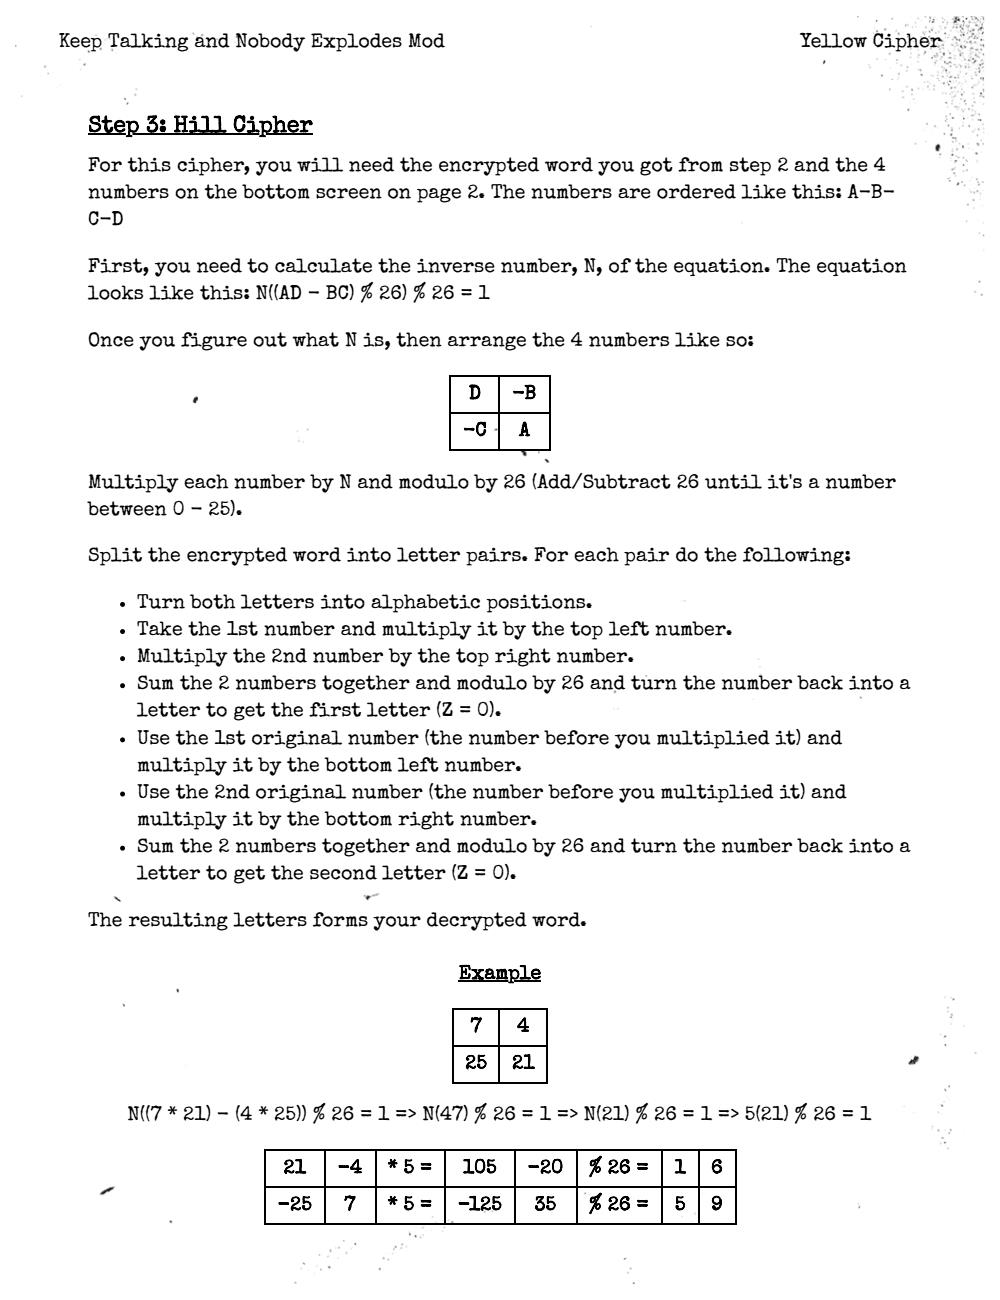 Keep Talking and Nobody Explodes Mod Yellow Cipher
Step 3: Hill Cipher
For this cipher, you will need the encrypted word you got from step 2 and the 4
numbers on the bottom screen on page 2. The numbers are ordered like this: A-B-
C-D
First, you need to calculate the inverse number, N, of the equation. The equation
looks like this: N((AD - BC) % 26) % 26 = 1
Once you figure out what N is, then arrange the 4 numbers like so:
D -B
-C A
Multiply each number by N and modulo by 26 (Add/Subtract 26 until it's a number
between 0 - 25).
Split the encrypted word into letter pairs. For each pair do the following:
• Turn both letters into alphabetic positions.
• Take the 1st number and multiply it by the top left number.
• Multiply the 2nd number by the top right number.
• Sum the 2 numbers together and modulo by 26 and turn the number back into a
letter to get the first letter (Z = 0).
• Use the 1st original number (the number before you multiplied it) and
multiply it by the bottom left number.
• Use the 2nd original number (the number before you multiplied it) and
multiply it by the bottom right number.
• Sum the 2 numbers together and modulo by 26 and turn the number back into a
letter to get the second letter (Z = 0).
The resulting letters forms your decrypted word.
Example
7 4
25 21
N((7 * 21) - (4 * 25)) % 26 = 1 => N(47) % 26 = 1 => N(21) % 26 = 1 => 5(21) % 26 = 1
21 -4 * 5 = 105 -20 % 26 = 1 6
-25 7 * 5 = -125 35 % 26 = 5 9